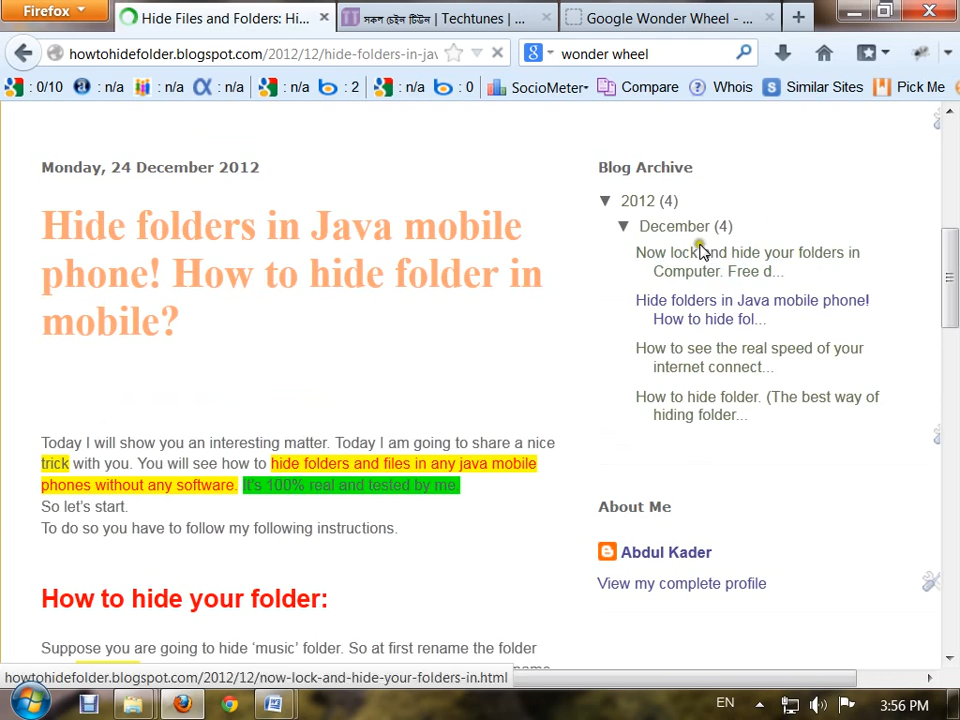 Firefox
Hide Files and Folders: Hi...
সকল চেইন টিউন | Techtunes | ...
Google Wonder Wheel - ...
howtohidefolder.blogspot.com/2012/12/hide-folders-in-jav
wonder wheel
: 0/10 : n/a : n/a : n/a : n/a : 2 : n/a : 0 SocioMeter Compare Whois Similar Sites Pick Me
Monday, 24 December 2012
Hide folders in Java mobile
phone! How to hide folder in
mobile?
Today I will show you an interesting matter. Today I am going to share a nice
trick with you. You will see how to hide folders and files in any java mobile
phones without any software. It's 100% real and tested by me.
So let's start.
To do so you have to follow my following instructions.
How to hide your folder:
Suppose you are going to hide ‘music’ folder. So at first rename the folder
Blog Archive
▼ 2012 (4)
▼ December (4)
Now lock and hide your folders in
Computer. Free d...
Hide folders in Java mobile phone!
How to hide fol...
How to see the real speed of your
internet connect...
How to hide folder. (The best way of
hiding folder...
About Me
Abdul Kader
View my complete profile
howtohidefolder.blogspot.com/2012/12/now-lock-and-hide-your-folders-in.html
EN
3:56 PM